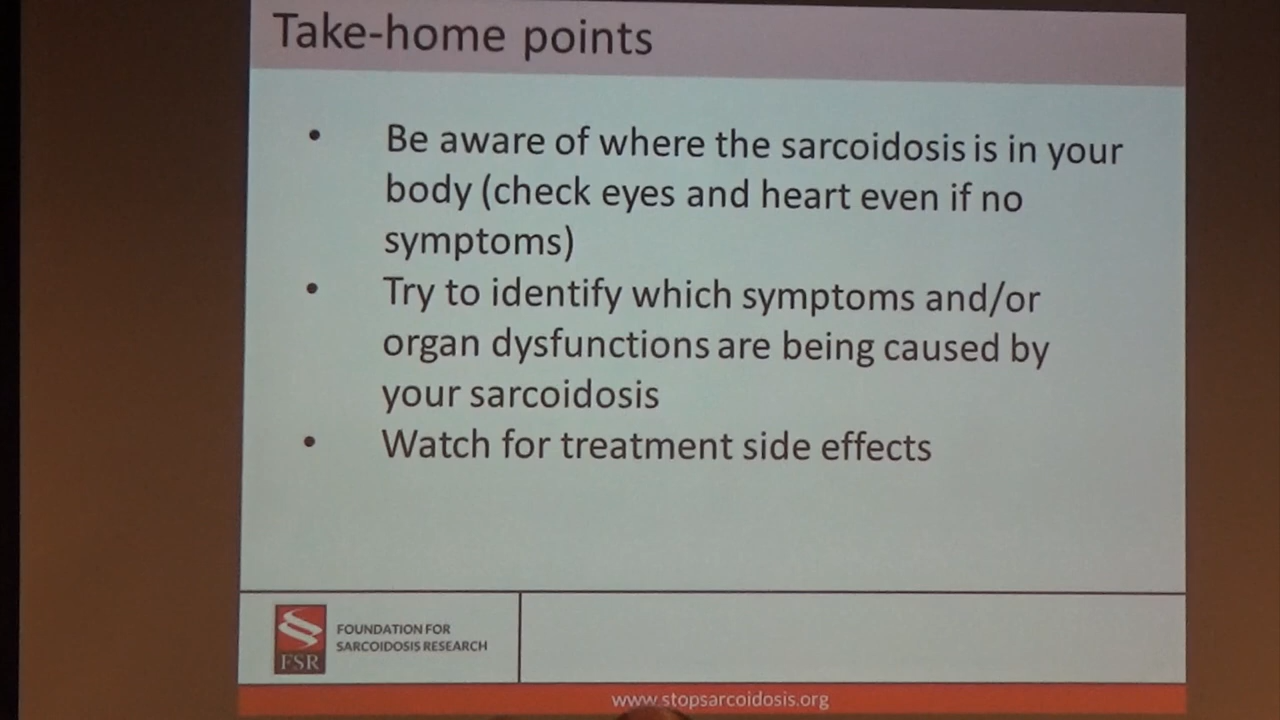 Take-home points
• Be aware of where the sarcoidosis is in your
body (check eyes and heart even if no
symptoms)
• Try to identify which symptoms and/or
organ dysfunctions are being caused by
your sarcoidosis
• Watch for treatment side effects
FSR
FOUNDATION FOR
SARCOIDOSIS RESEARCH
www.stopsarcoidosis.org